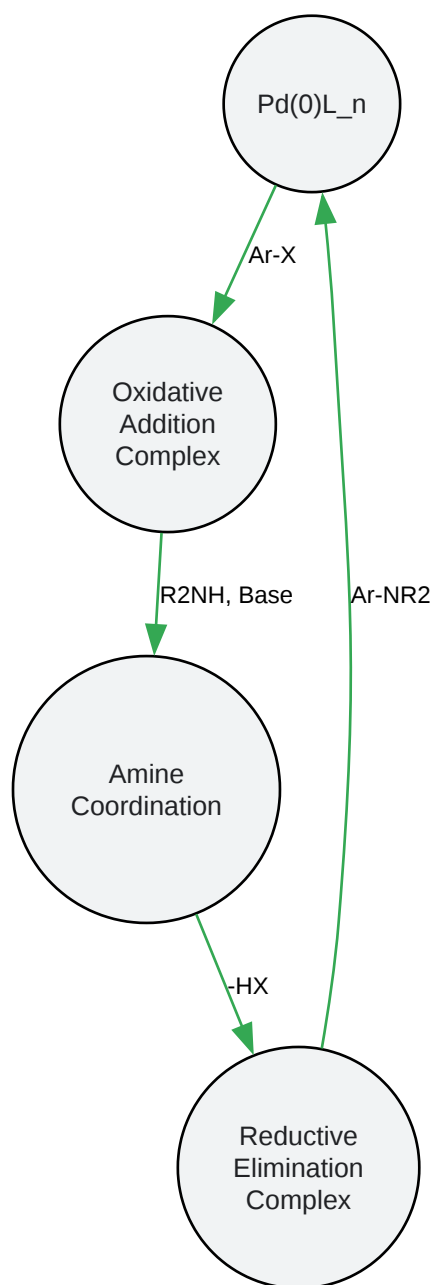 Pd(0)L_n
Ar-X
Oxidative
Addition
Complex
R2NH, Base
Ar-NR2
Amine
Coordination
-HX
Reductive
Elimination
Complex